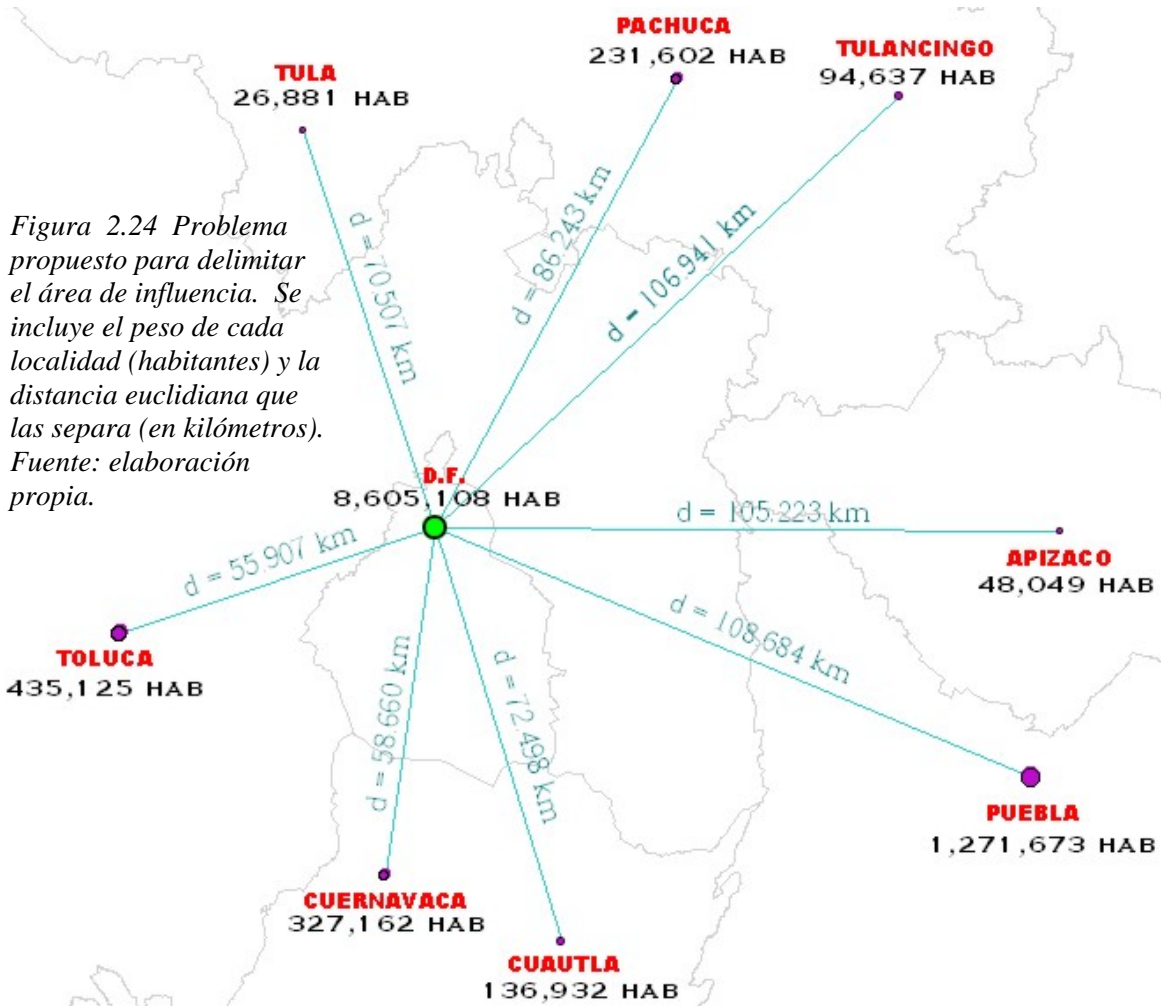 PACHUCA
231,602 HAB
TULANCINGO
94,637 HAB
TULA
26,881 HAB
Figura 2.24 Problema
propuesto para delimitar
el área de influencia. Se
incluye el peso de cada
localidad (habitantes) y la
distancia euclidiana que
las separa (en kilómetros).
Fuente: elaboración
propia.
d = 70.507 km
d = 86.243 km
d = 106.941 km
D.F.
8,605,108 HAB
d = 105.223 km
APIZACO
48,049 HAB
d = 55.907 km
TOLUCA
435,125 HAB
d = 58.660 km
d = 72.498 km
d = 108.684 km
PUEBLA
1,271,673 HAB
CUERNAVACA
327,162 HAB
CUAUTLA
136,932 HAB